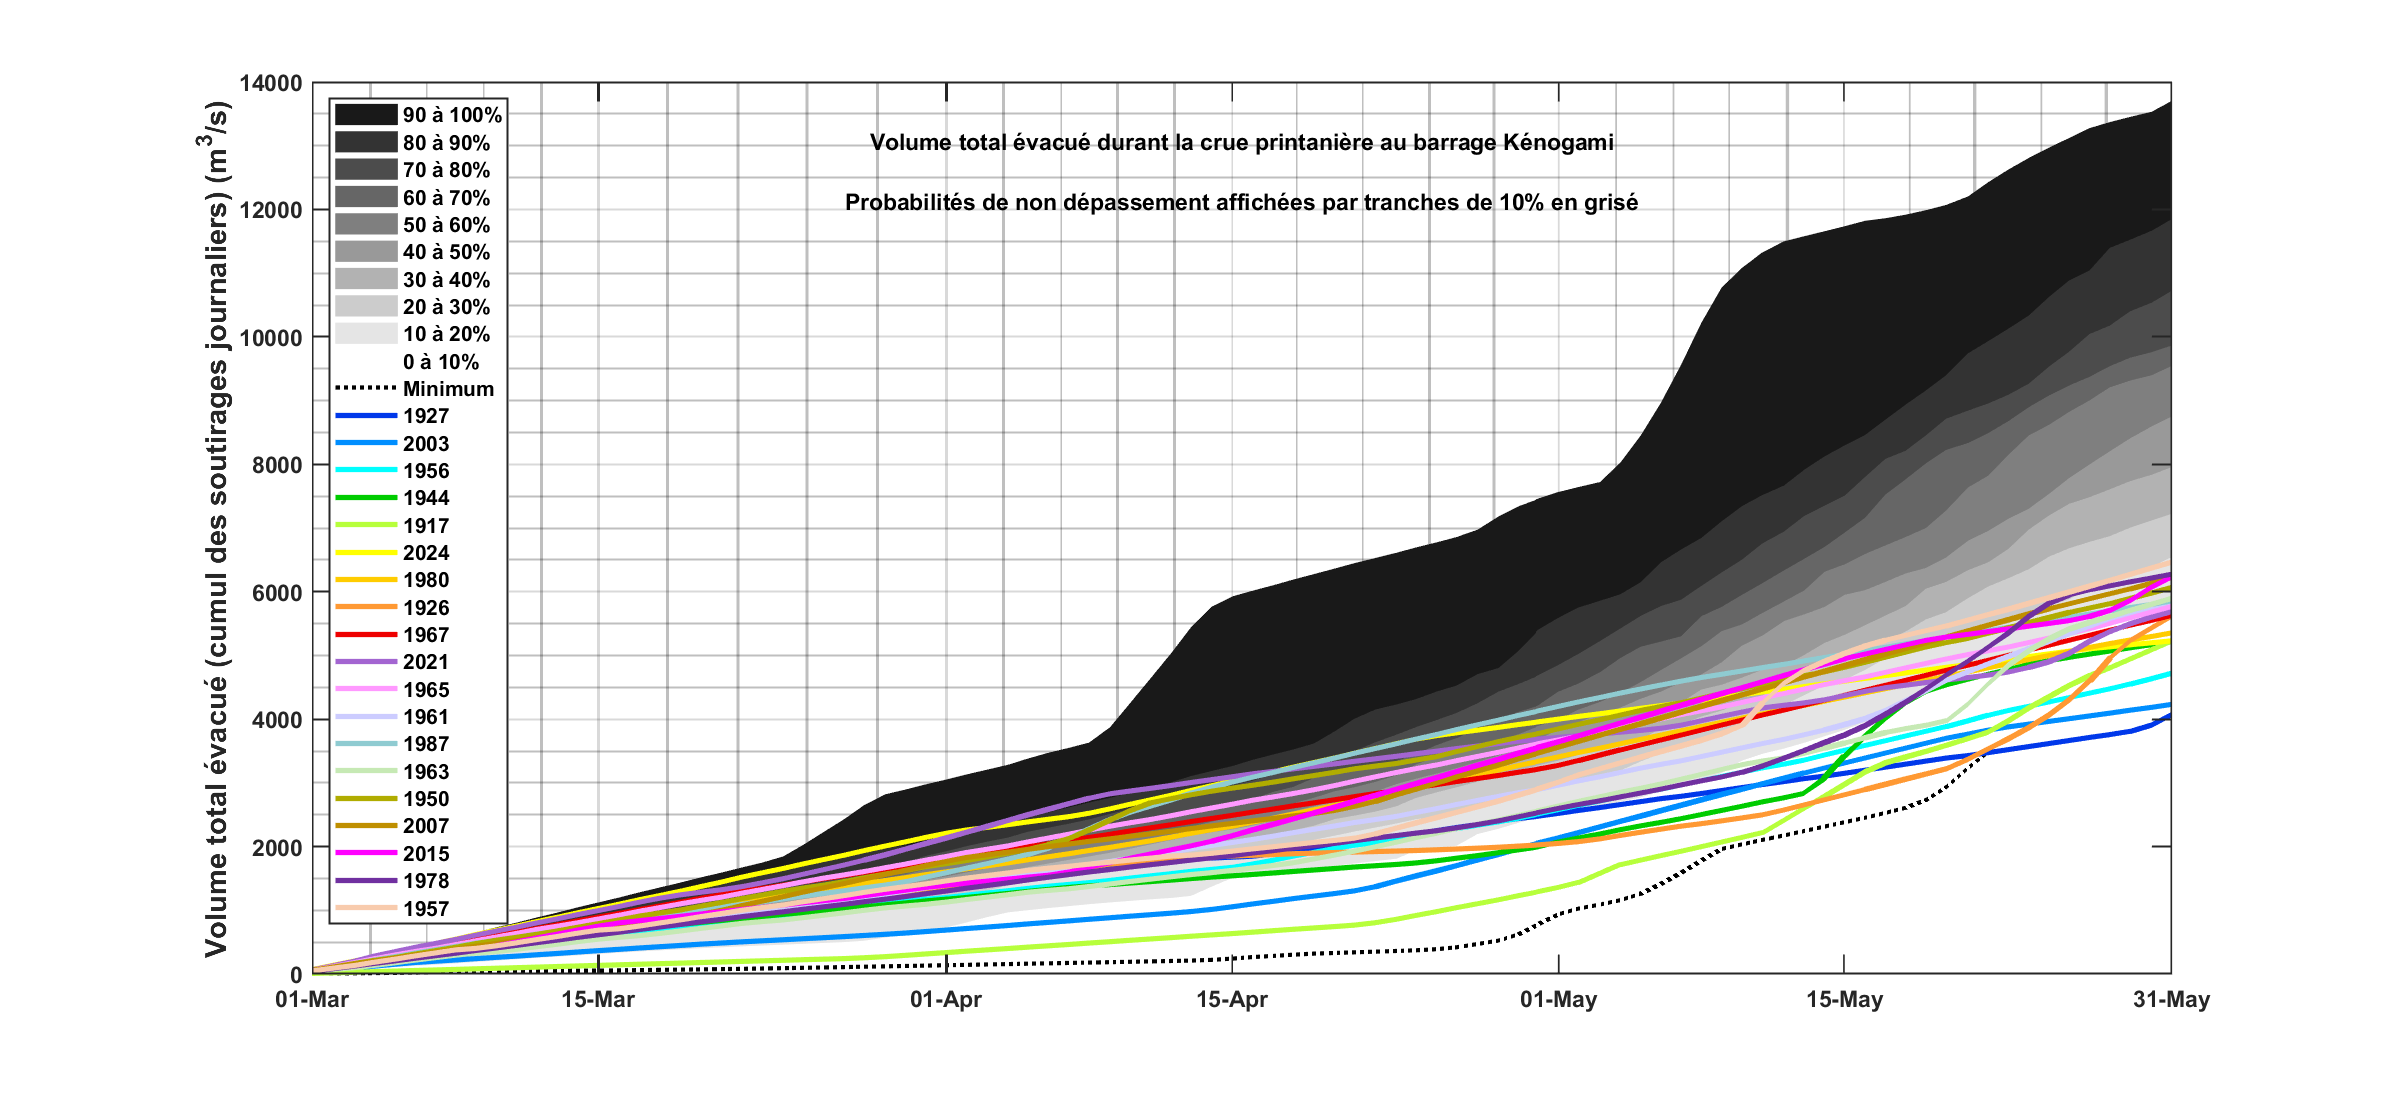 Volume total évacué durant la crue printanière au barrage Kénogami
Probabilités de non dépassement affichées par tranches de 10% en grisé
Volume total évacué (cumul des soutirages journaliers) (m³/s)
14000
12000
10000
8000
6000
4000
2000
0
90 à 100%
80 à 90%
70 à 80%
60 à 70%
50 à 60%
40 à 50%
30 à 40%
20 à 30%
10 à 20%
0 à 10%
Minimum
1927
2003
1956
1944
1917
2024
1980
1926
1967
2021
1965
1961
1987
1963
1950
2007
2015
1978
1957
01-Mar
15-Mar
01-Apr
15-Apr
01-May
15-May
31-May